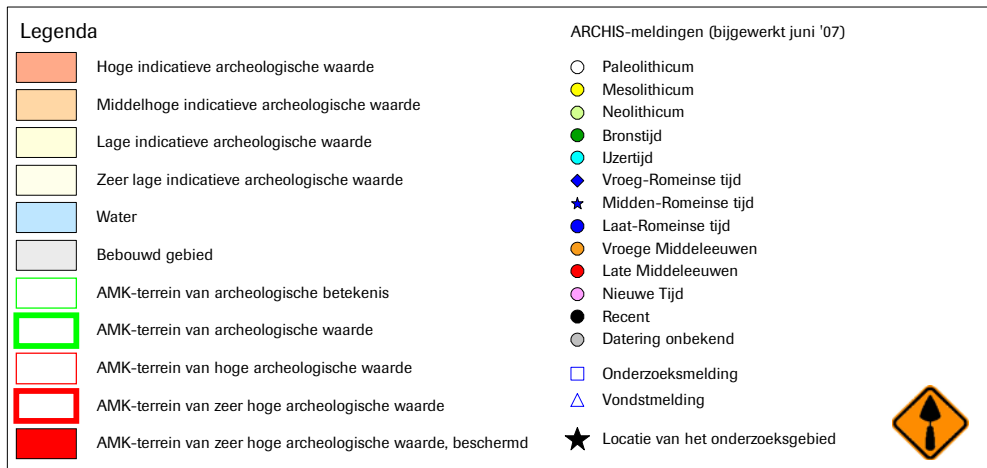 Legenda
Hoge indicatieve archeologische waarde
Middelhoge indicatieve archeologische waarde
Lage indicatieve archeologische waarde
Zeer lage indicatieve archeologische waarde
Water
Bebouwd gebied
AMK-terrein van archeologische betekenis
AMK-terrein van archeologische waarde
AMK-terrein van hoge archeologische waarde
AMK-terrein van zeer hoge archeologische waarde
AMK-terrein van zeer hoge archeologische waarde, beschermd
ARCHIS-meldingen (bijgewerkt juni '07)
Paleolithicum
Mesolithicum
Neolithicum
Bronstijd
IJzertijd
Vroeg-Romeinse tijd
Midden-Romeinse tijd
Laat-Romeinse tijd
Vroege Middeleeuwen
Late Middeleeuwen
Nieuwe Tijd
Recent
Datering onbekend
Onderzoeksmelding
Vondstmelding
Locatie van het onderzoeksgebied